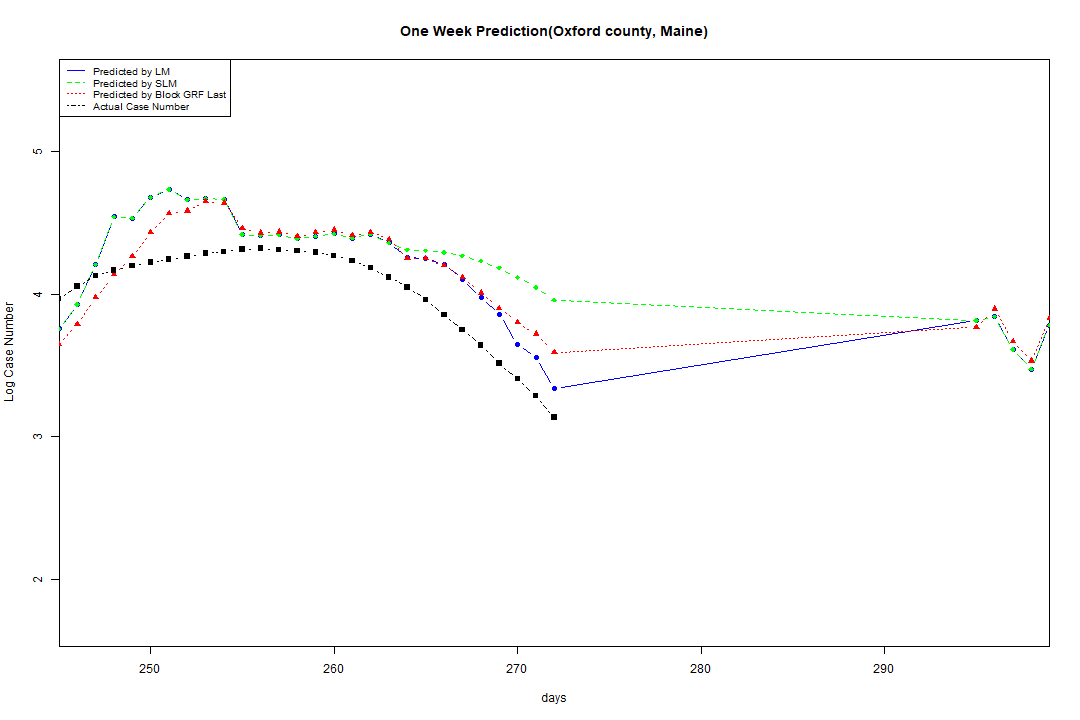 One Week Prediction(Oxford county, Maine)
Predicted by LM
Predicted by SLM
Predicted by Block GRF Last
Actual Case Number
5
4
3
2
Log Case Number
250
260
270
280
290
days